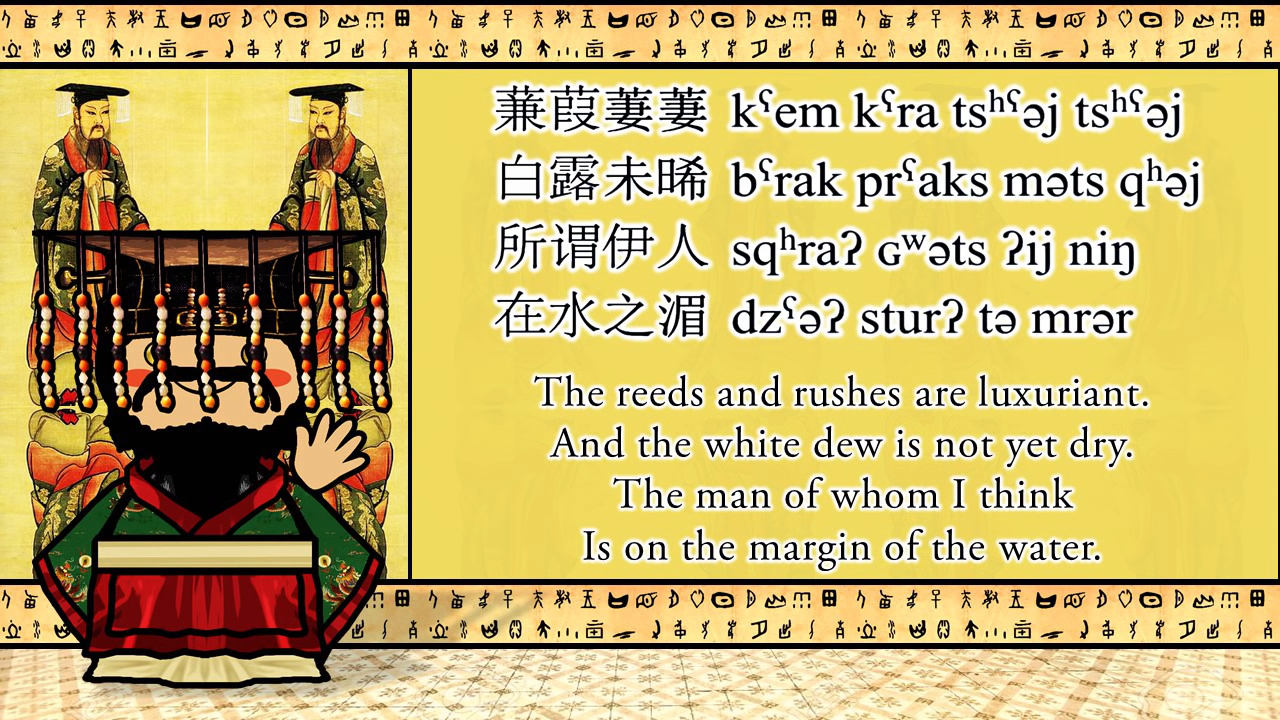 蒹葭萋萋 kˤem kˤra tsʰˤəj tsʰˤəj
白露未晞 bˤrak prˤaks məts qʰəj
所谓伊人 sqʰraʔ ɢʷəts ʔij niŋ
在水之湄 dzˤəʔ sturʔ tə mrər
The reeds and rushes are luxuriant.
And the white dew is not yet dry.
The man of whom I think
Is on the margin of the water.